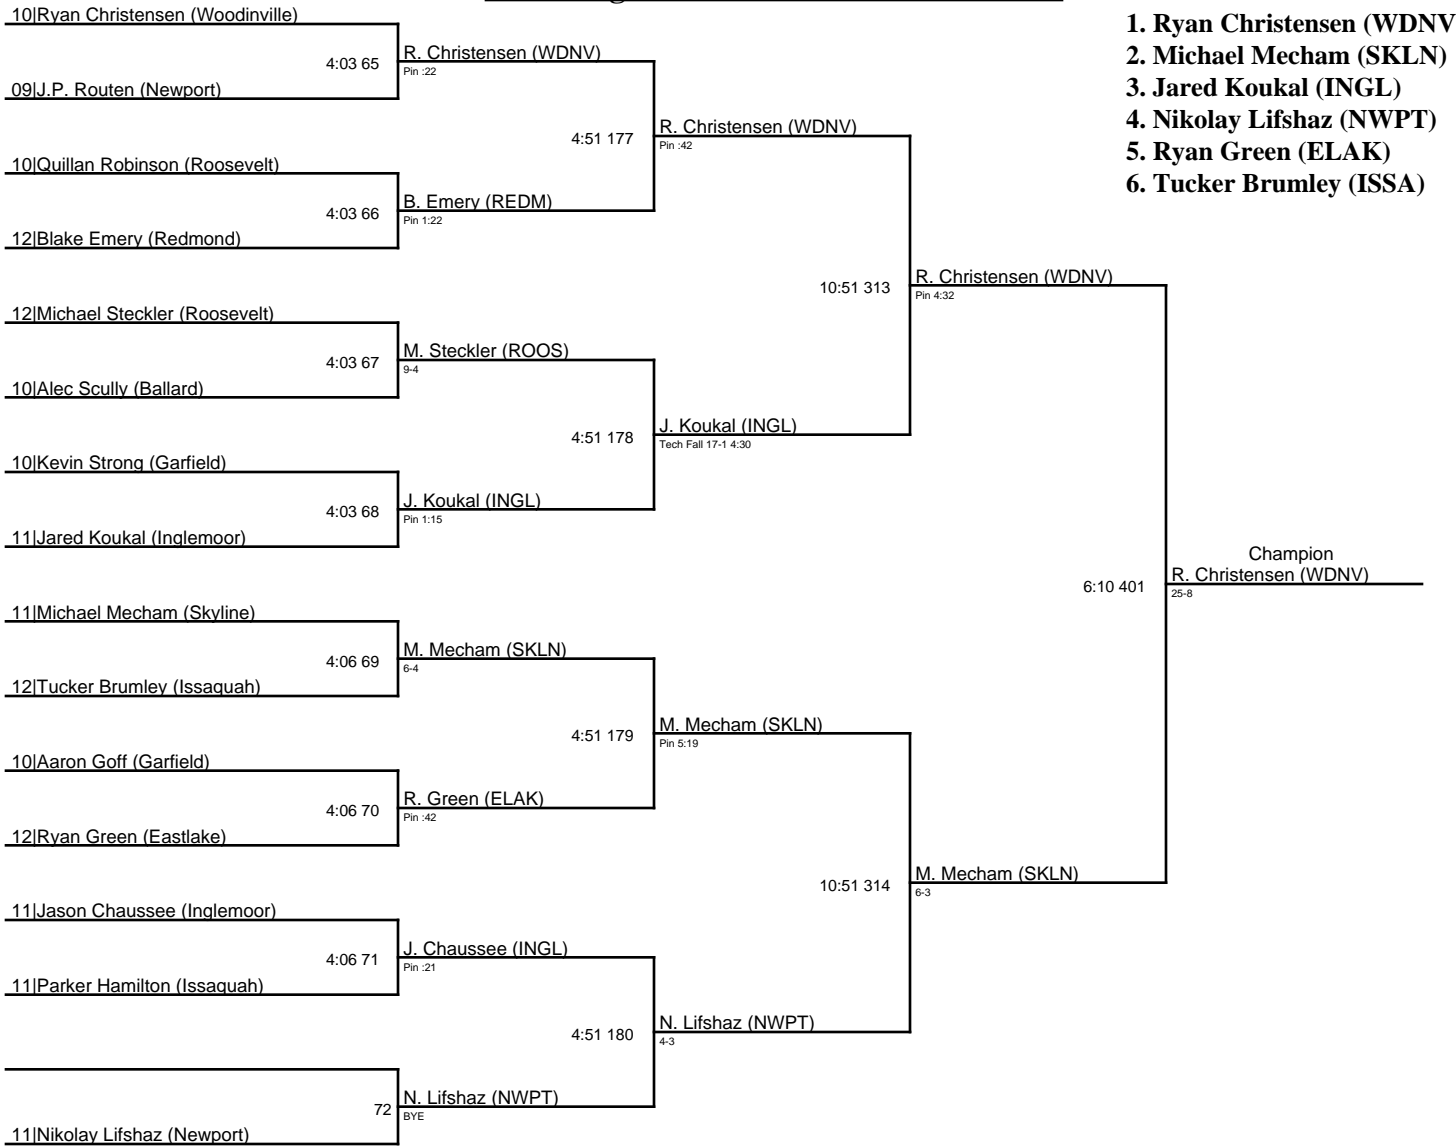 10|Ryan Christensen (Woodinville)
4:03 65
R. Christensen (WDNV)
Pin :22
09|J.P. Routen (Newport)
4:51 177
R. Christensen (WDNV)
Pin :42
10|Quillan Robinson (Roosevelt)
4:03 66
B. Emery (REDM)
Pin 1:22
12|Blake Emery (Redmond)
10:51 313
R. Christensen (WDNV)
Pin 4:32
12|Michael Steckler (Roosevelt)
4:03 67
M. Steckler (ROOS)
9-4
10|Alec Scully (Ballard)
4:51 178
J. Koukal (INGL)
Tech Fall 17-1 4:30
10|Kevin Strong (Garfield)
4:03 68
J. Koukal (INGL)
Pin 1:15
11|Jared Koukal (Inglemoor)
6:10 401
Champion
R. Christensen (WDNV)
25-8
11|Michael Mecham (Skyline)
4:06 69
M. Mecham (SKLN)
6-4
12|Tucker Brumley (Issaquah)
4:51 179
M. Mecham (SKLN)
Pin 5:19
10|Aaron Goff (Garfield)
4:06 70
R. Green (ELAK)
Pin :42
12|Ryan Green (Eastlake)
10:51 314
M. Mecham (SKLN)
6-3
11|Jason Chaussee (Inglemoor)
4:06 71
J. Chaussee (INGL)
Pin :21
11|Parker Hamilton (Issaquah)
4:51 180
N. Lifshaz (NWPT)
4-3
72
N. Lifshaz (NWPT)
BYE
11|Nikolay Lifshaz (Newport)
1. Ryan Christensen (WDNV
2. Michael Mecham (SKLN)
3. Jared Koukal (INGL)
4. Nikolay Lifshaz (NWPT)
5. Ryan Green (ELAK)
6. Tucker Brumley (ISSA)